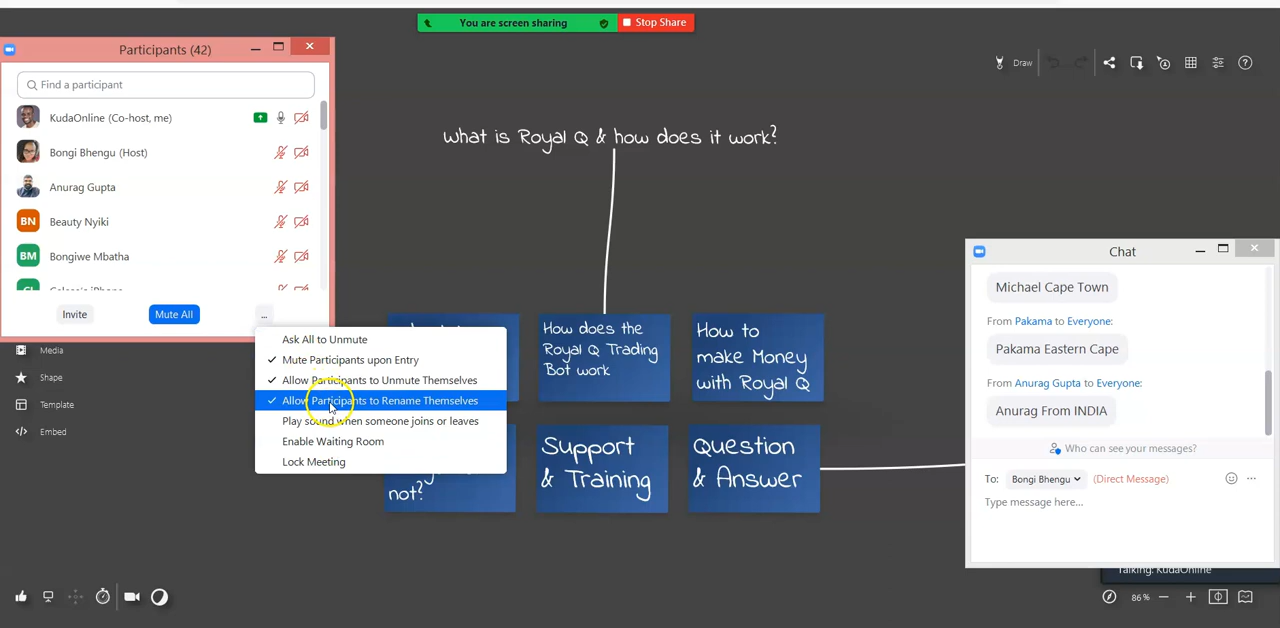 You are screen sharing
Stop Share
Participants (42)
Find a participant
KudaOnline (Co-host, me)
Bongi Bhengu (Host)
Anurag Gupta
BN
Beauty Nyiki
BM
Bongiwe Mbatha
Invite
Mute All
...
Ask All to Unmute
Mute Participants upon Entry
Allow Participants to Unmute Themselves
Allow Participants to Rename Themselves
Play sound when someone joins or leaves
Enable Waiting Room
Lock Meeting
Media
Shape
Template
Embed
Draw
What is Royal Q & how does it work?
How does the
Royal Q Trading
Bot work
How to
make Money
with Royal Q
not?
Support
& Training
Question
& Answer
Chat
Michael Cape Town
From Pakama to Everyone:
Pakama Eastern Cape
From Anurag Gupta to Everyone:
Anurag From INDIA
Who can see your messages?
To: Bongi Bhengu (Direct Message)
Type message here...
Talking: KudaOnline
86%